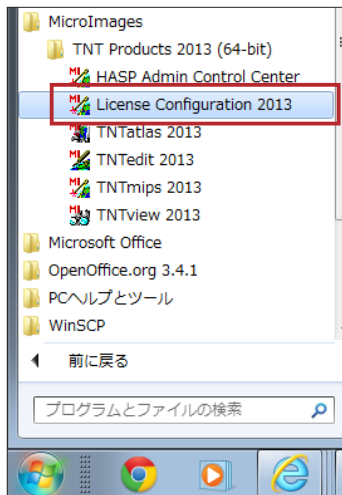 MicroImages
TNT Products 2013 (64-bit)
HASP Admin Control Center
License Configuration 2013
TNTatlas 2013
TNTedit 2013
TNTmips 2013
TNTview 2013
Microsoft Office
OpenOffice.org 3.4.1
PCヘルプとツール
WinSCP
前に戻る
プログラムとファイルの検索